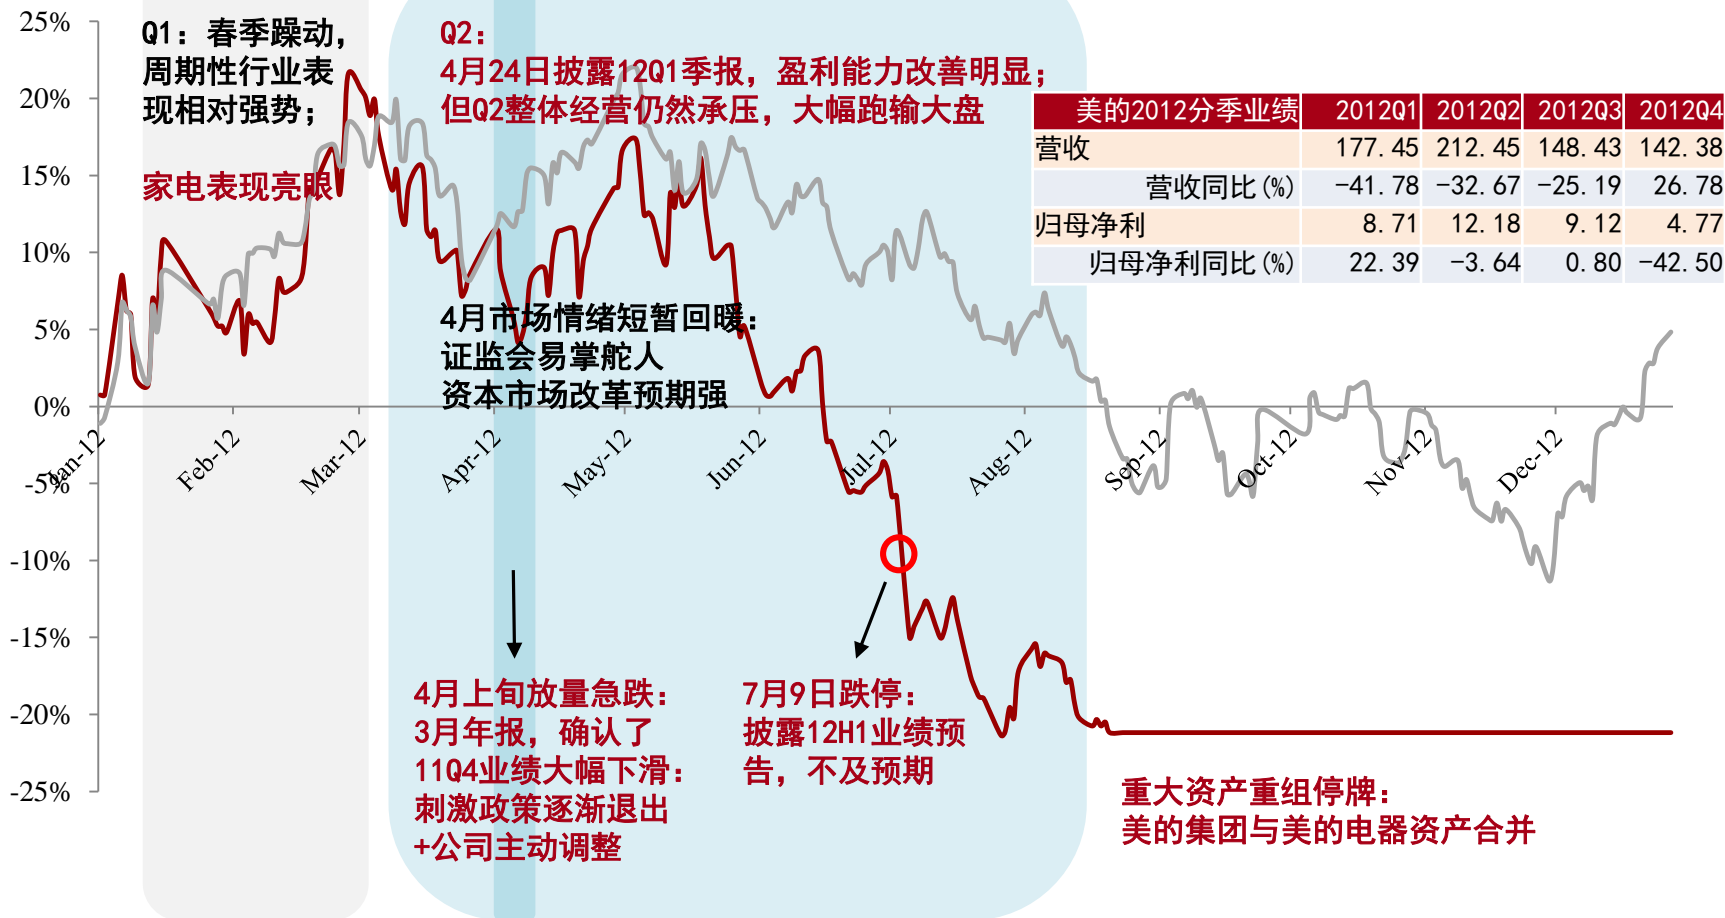 25%
20%
15%
10%
5%
0%
-5%
-10%
-15%
-20%
-25%
Q1：春季躁动，
周期性行业表
现相对强势；
家电表现亮眼
Q2：
4月24日披露12Q1季报，盈利能力改善明显；
但Q2整体经营仍然承压，大幅跑输大盘
美的2012分季业绩 2012Q1 2012Q2 2012Q3 2012Q4
营收 177.45 212.45 148.43 142.38
营收同比(%) -41.78 -32.67 -25.19 26.78
归母净利 8.71 12.18 9.12 4.77
归母净利同比(%) 22.39 -3.64 0.80 -42.50
4月市场情绪短暂回暖：
证监会易掌舵人
资本市场改革预期强
Jan-12 Feb-12 Mar-12 Apr-12 May-12 Jun-12 Jul-12 Aug-12 Sep-12 Oct-12 Nov-12 Dec-12
4月上旬放量急跌：
3月年报，确认了
11Q4业绩大幅下滑：
刺激政策逐渐退出
+公司主动调整
7月9日跌停：
披露12H1业绩预
告，不及预期
重大资产重组停牌：
美的集团与美的电器资产合并